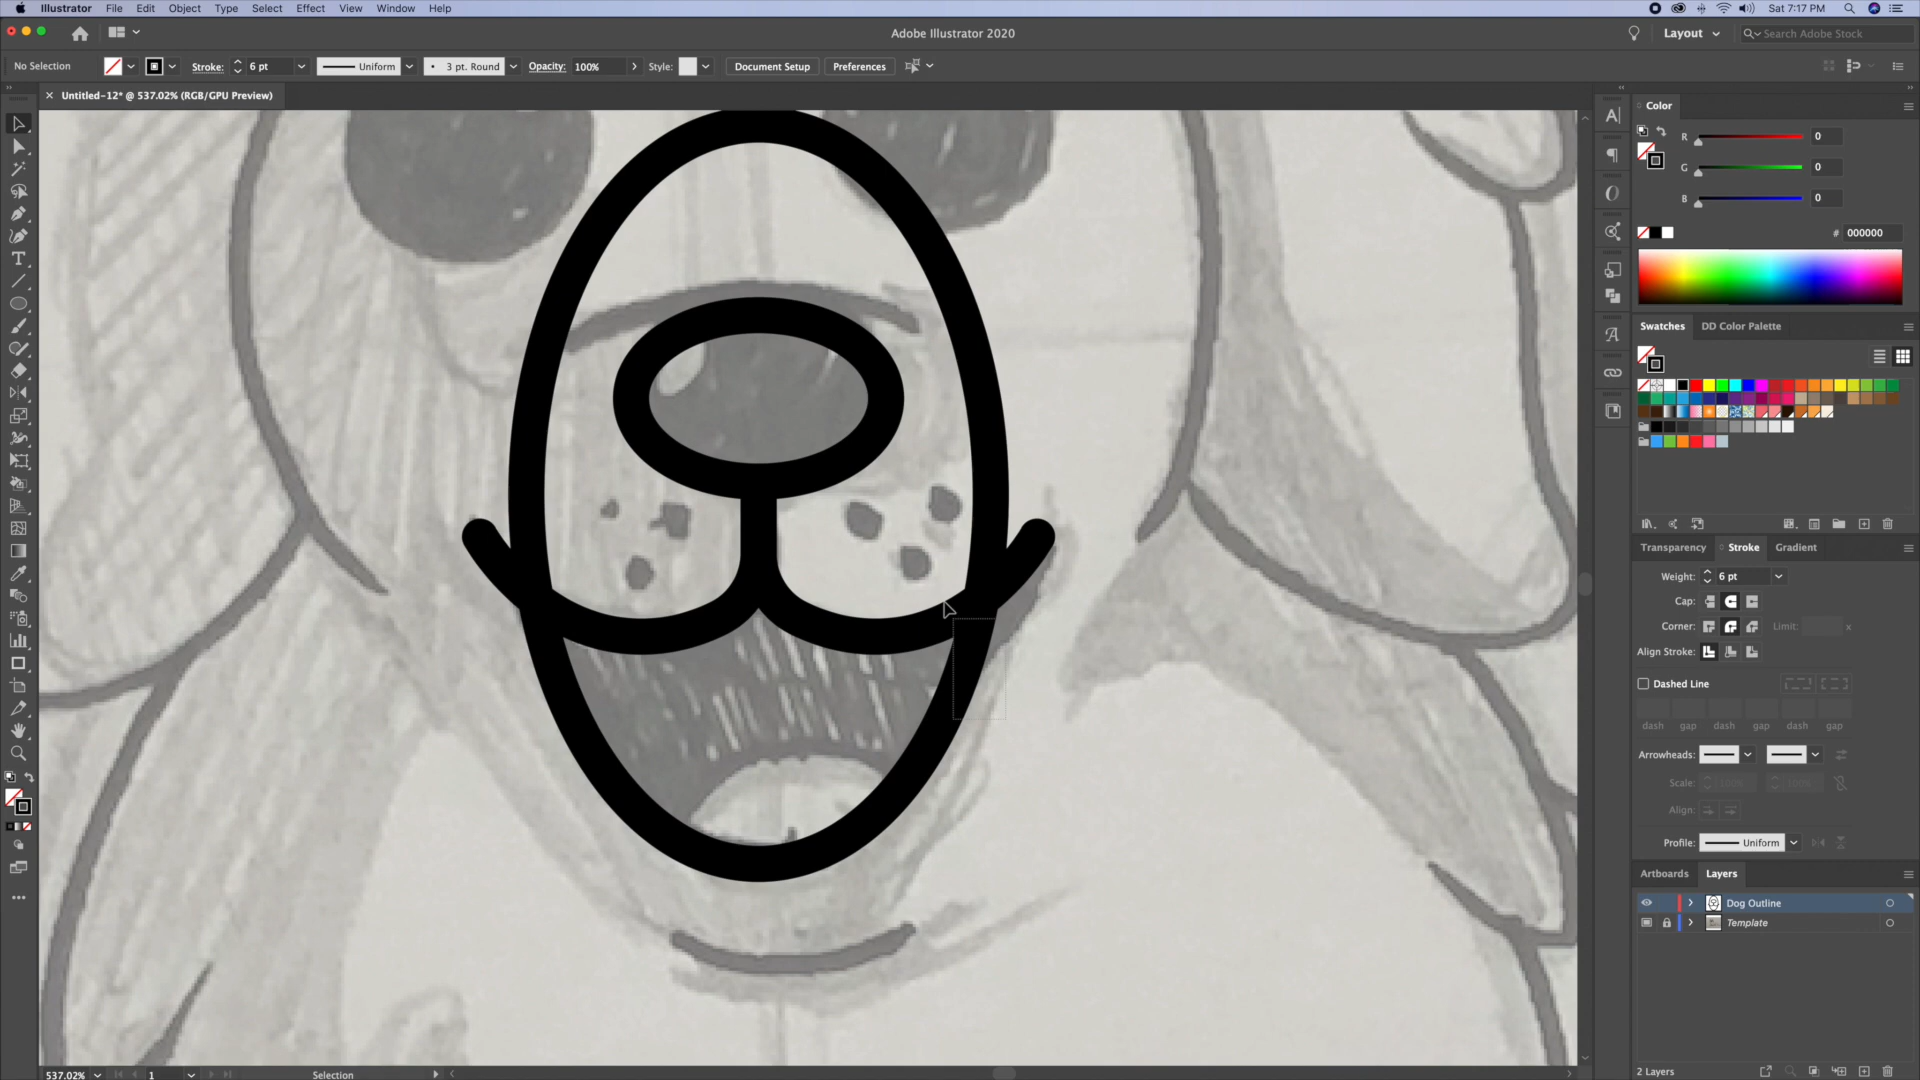 Illustrator File Edit Object Type Select Effect View Window Help Sat 7:17 PM
Adobe Illustrator 2020 Layout Search Adobe Stock
No Selection Stroke: 6 pt Uniform 3 pt. Round Opacity: 100% Style: Document Setup Preferences
Untitled-12* @ 537.02% (RGB/GPU Preview)
Color
R 0
G 0
B 0
# 000000
Swatches DD Color Palette
Transparency Stroke Gradient
Weight: 6 pt
Cap:
Corner: Limit: x
Align Stroke:
Dashed Line
dash gap dash gap dash gap
Arrowheads:
Scale: 100% 100%
Align:
Profile: Uniform
Artboards Layers
Dog Outline
Template
2 Layers
537.02% 1 Selection